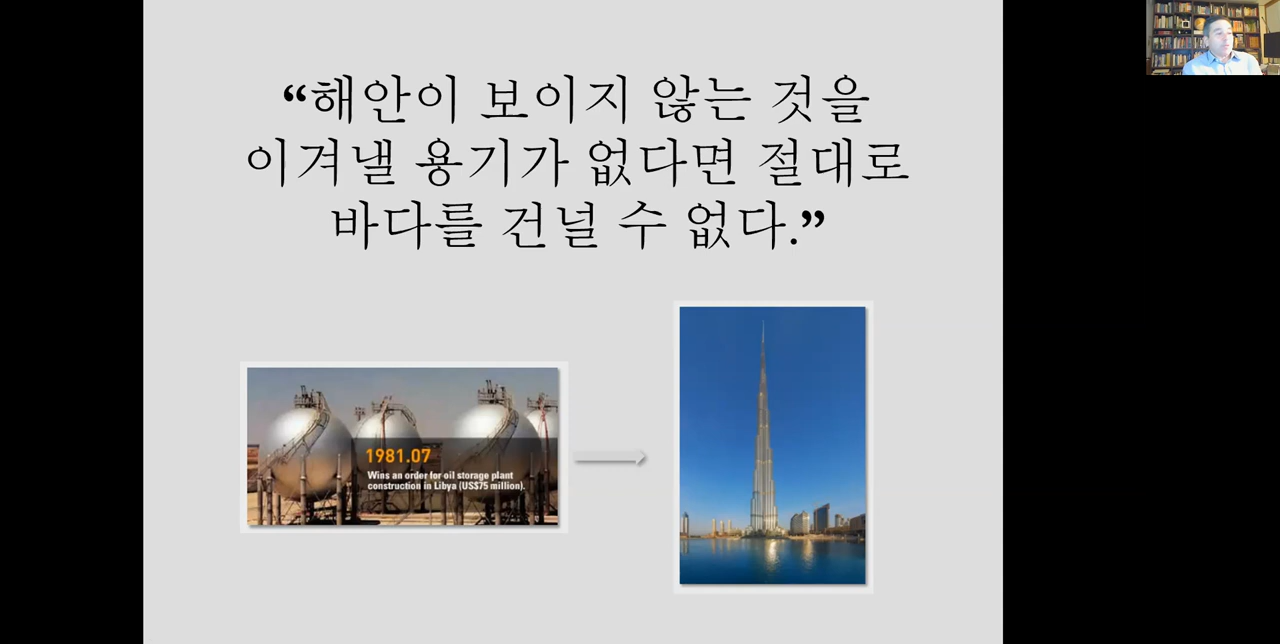 “해안이 보이지 않는 것을
이겨낼 용기가 없다면 절대로
바다를 건널 수 없다.”
1981.07
Wins an order for oil storage plant
construction in Libya (US$75 million).